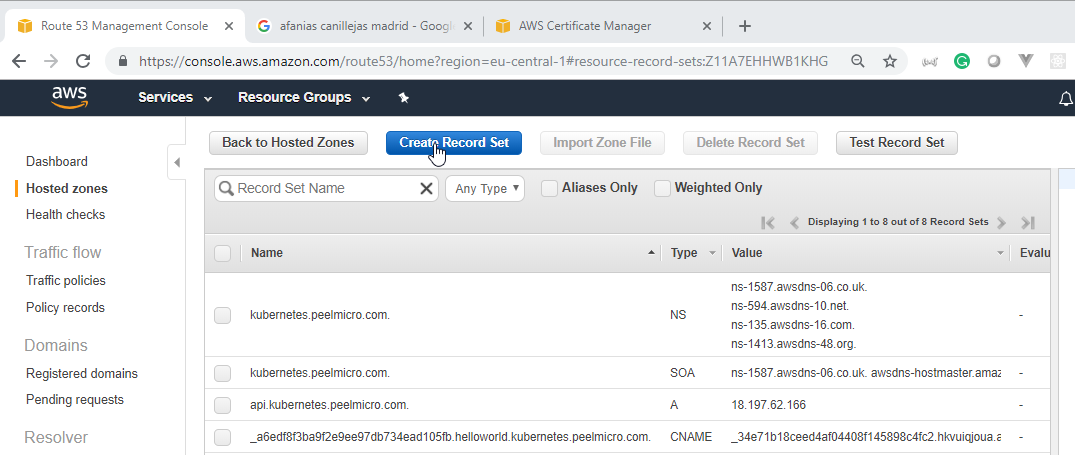 Route 53 Management Console
afanias canillejas madrid - Googl
AWS Certificate Manager
https://console.aws.amazon.com/route53/home?region=eu-central-1#resource-record-sets:Z11A7EHHWB1KHG
aws
Services
Resource Groups
Back to Hosted Zones
Create Record Set
Import Zone File
Delete Record Set
Test Record Set
Dashboard
Hosted zones
Health checks
Traffic flow
Traffic policies
Policy records
Domains
Registered domains
Pending requests
Resolver
Record Set Name
Any Type
Aliases Only
Weighted Only
Displaying 1 to 8 out of 8 Record Sets
Name Type Value Evalu
kubernetes.peelmicro.com. NS
ns-1587.awsdns-06.co.uk.
ns-594.awsdns-10.net.
ns-135.awsdns-16.com.
ns-1413.awsdns-48.org.
-
kubernetes.peelmicro.com. SOA ns-1587.awsdns-06.co.uk. awsdns-hostmaster.amaz -
api.kubernetes.peelmicro.com. A 18.197.62.166 -
_a6edf8f3ba9f2e9ee97db734ead105fb.helloworld.kubernetes.peelmicro.com. CNAME _34e71b18ceed4af04408f145898c4fc2.hkvuiqjoua.a -